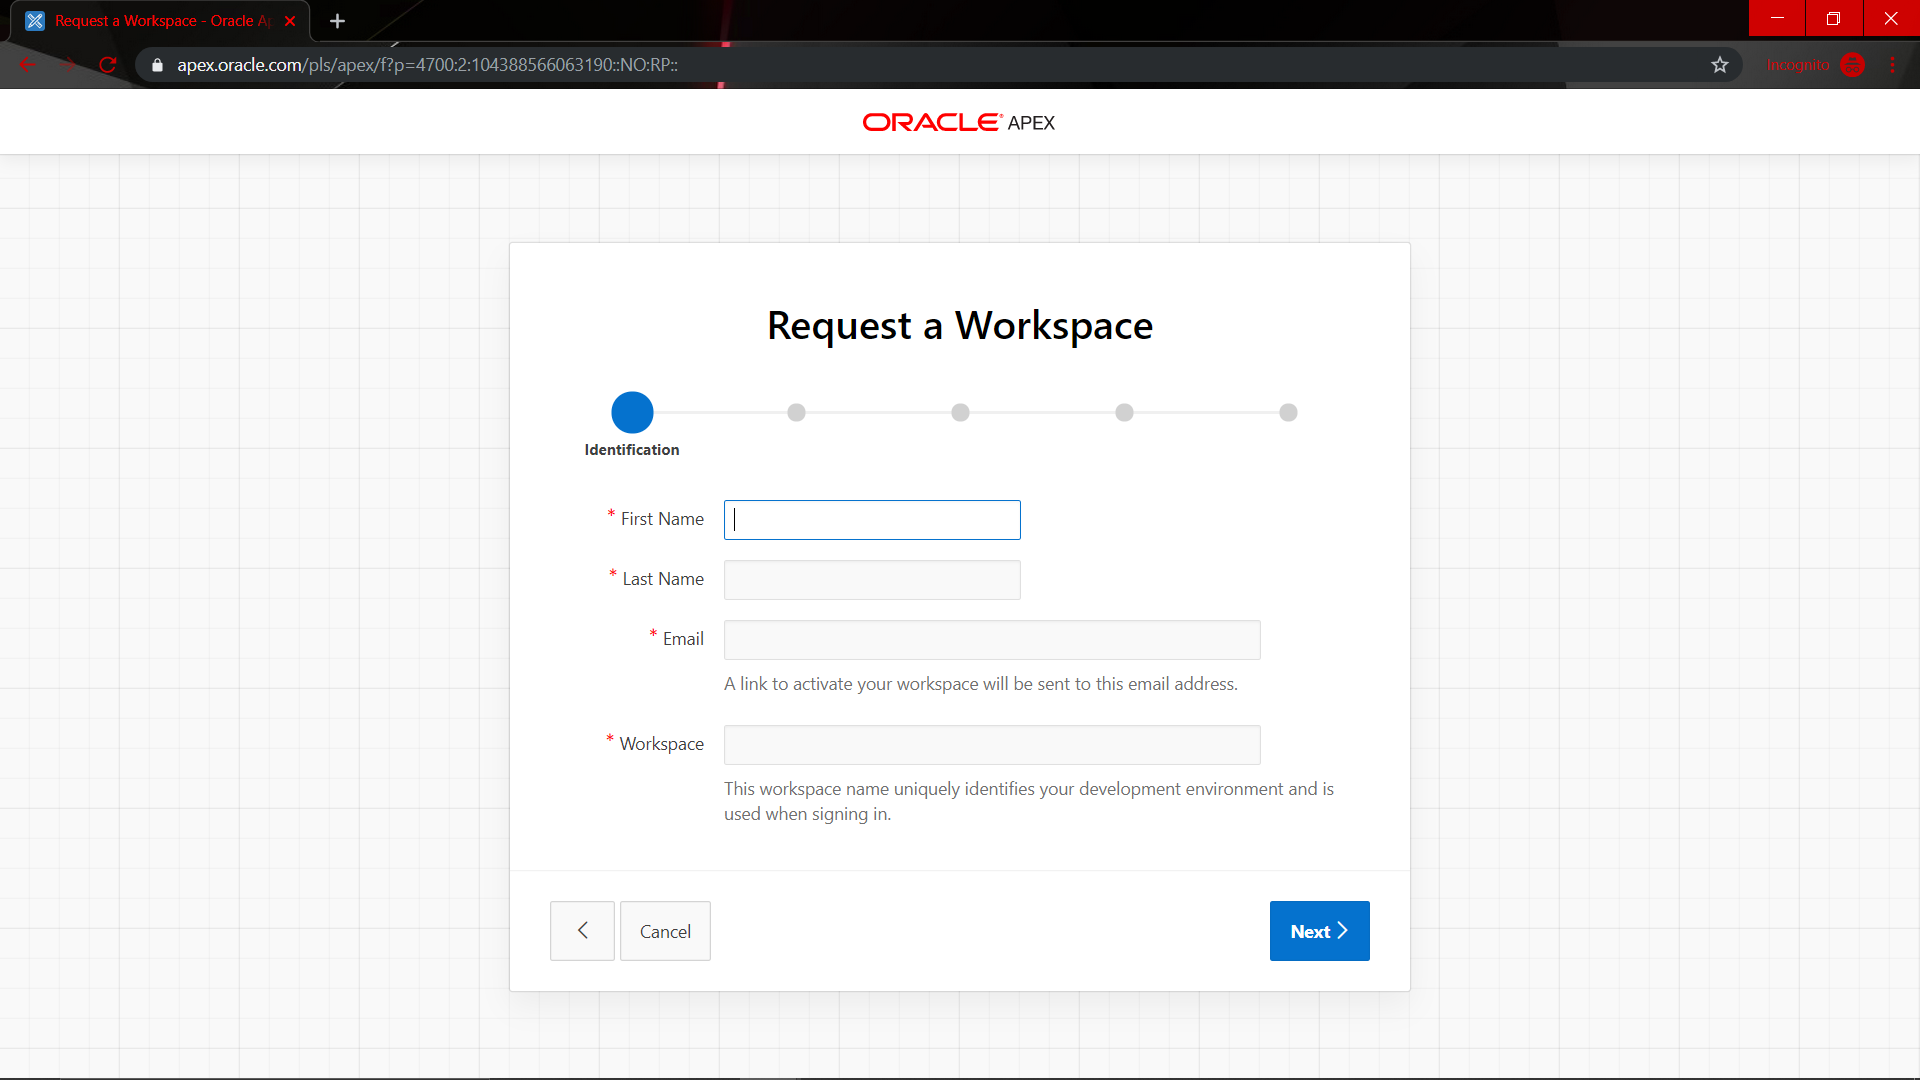 Request a Workspace - Oracle Ap
apex.oracle.com/pls/apex/f?p=4700:2:104388566063190::NO:RP::
Incognito
ORACLE APEX
Request a Workspace
Identification
* First Name
* Last Name
* Email
A link to activate your workspace will be sent to this email address.
* Workspace
This workspace name uniquely identifies your development environment and is
used when signing in.
Cancel
Next